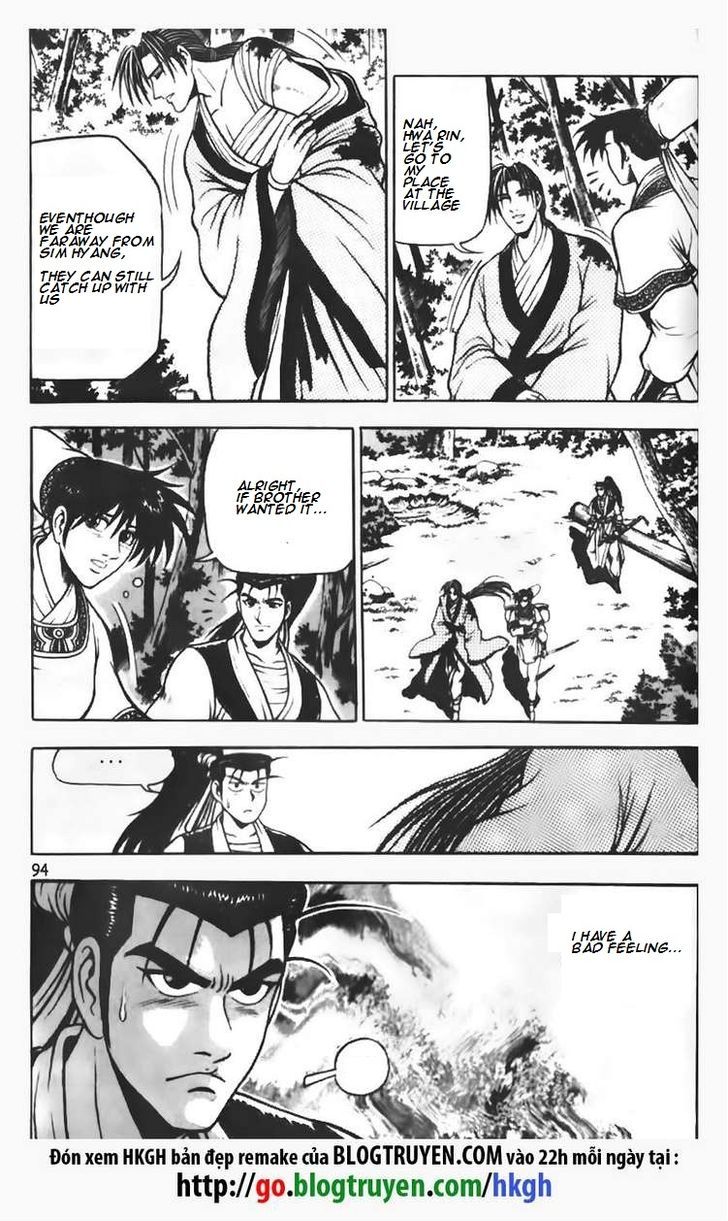 EVENTHOUGH
WE ARE
FARAWAY FROM
SIM HYANG,
THEY CAN STILL
CATCH UP WITH
US
NAH,
HWA RIN,
LET'S
GO TO
MY
PLACE
AT THE
VILLAGE
ALRIGHT,
IF BROTHER
WANTED IT...
...
94
I HAVE A
BAD FEELING...
Đón xem HKGH bản đẹp remake của BLOGTRUYEN.COM vào 22h mỗi ngày tại :
http://go.blogtruyen.com/hkgh